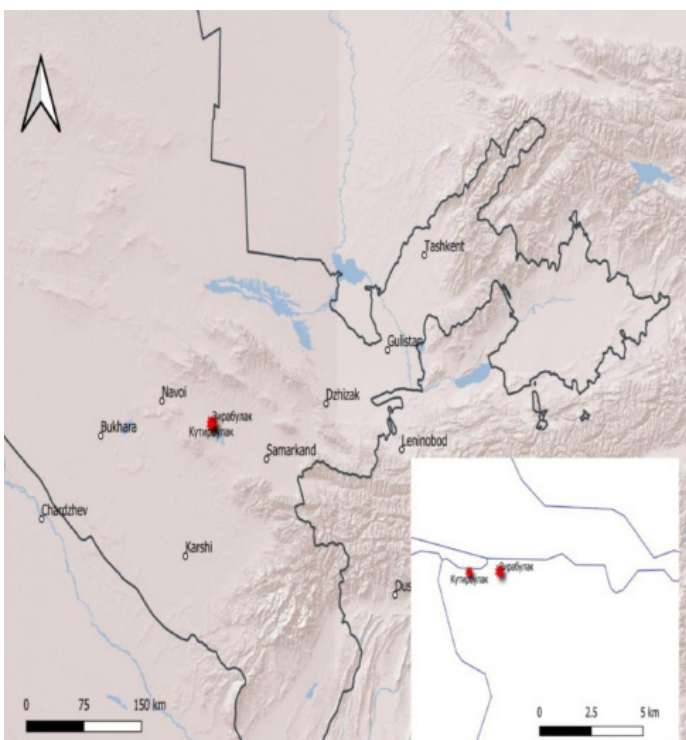 Tashkent
Gulistan
Navoi
Dzhizak
Зирабулак
Кутирбулак
Bukhara
Samarkand
Leninobod
Chardzhev
Karshi
Dus
Зирабулак
Кутирбулак
0 75 150 km
0 2.5 5 km